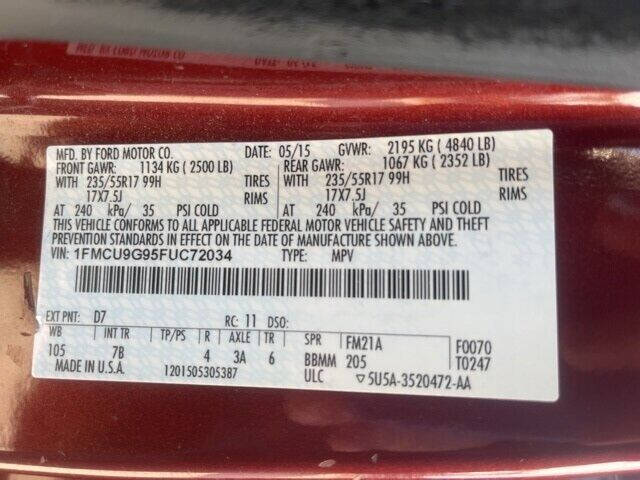 MFD. BY FORD MOTOR CO. DATE: 05/15 GVWR: 2195 KG ( 4840 LB)
FRONT GAWR: 1134 KG ( 2500 LB) REAR GAWR: 1067 KG ( 2352 LB)
WITH 235/55R17 99H TIRES WITH 235/55R17 99H TIRES
17X7.5J RIMS 17X7.5J RIMS
AT 240 kPa/ 35 PSI COLD AT 240 kPa/ 35 PSI COLD
THIS VEHICLE CONFORMS TO ALL APPLICABLE FEDERAL MOTOR VEHICLE SAFETY AND THEFT
PREVENTION STANDARDS IN EFFECT ON THE DATE OF MANUFACTURE SHOWN ABOVE.
VIN: 1FMCU9G95FUC72034 TYPE: MPV
EXT PNT: D7 RC: 11 DSO:
WB INT TR TP/PS R AXLE TR SPR FM21A F0070
105 7B 4 3A 6 BBMM 205 T0247
MADE IN U.S.A. 1201505305387 ULC 5U5A-3520472-AA